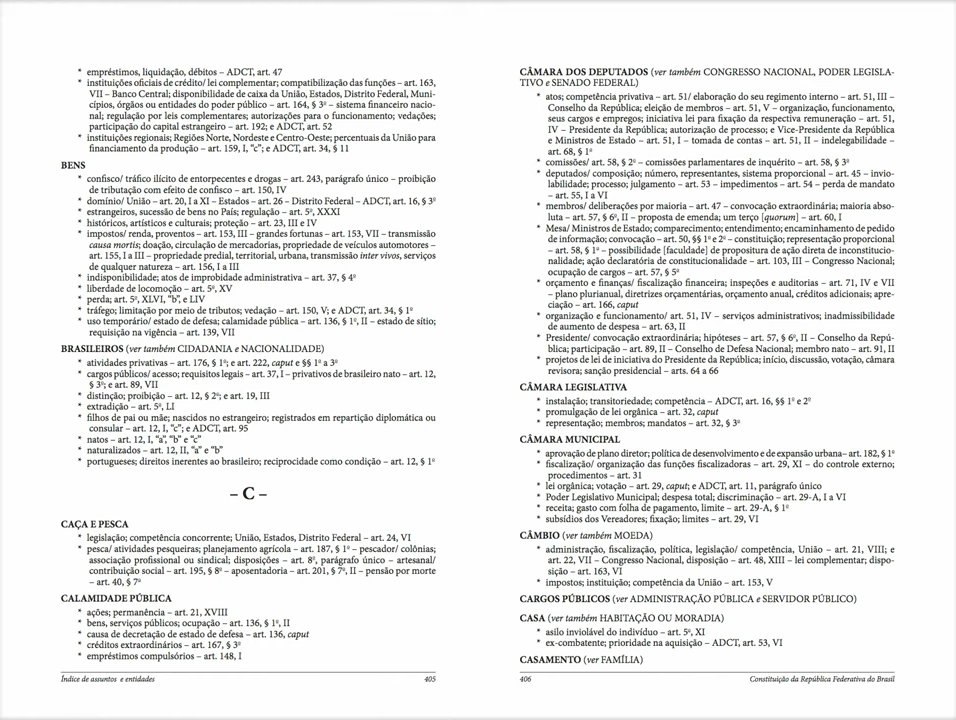 * empréstimos, liquidação, débitos – ADCT, art. 47
* instituições oficiais de crédito/ lei complementar; compatibilização das funções – art. 163,
VII – Banco Central; disponibilidade de caixa da União, Estados, Distrito Federal, Muni-
cípios, órgãos ou entidades do poder público – art. 164, § 3º – sistema financeiro nacio-
nal; regulação por leis complementares; autorizações para o funcionamento; vedações;
participação do capital estrangeiro – art. 192; e ADCT, art. 52
* instituições regionais; Regiões Norte, Nordeste e Centro-Oeste; percentuais da União para
financiamento da produção – art. 159, I, “c”; e ADCT, art. 34, § 11
BENS
* confisco/ tráfico ilícito de entorpecentes e drogas – art. 243, parágrafo único – proibição
de tributação com efeito de confisco – art. 150, IV
* domínio/ União – art. 20, I a XI – Estados – art. 26 – Distrito Federal – ADCT, art. 16, § 3º
* estrangeiros, sucessão de bens no País; regulação – art. 5º, XXXI
* históricos, artísticos e culturais; proteção – art. 23, III e IV
* impostos/ renda, proventos – art. 153, III – grandes fortunas – art. 153, VII – transmissão
causa mortis; doação, circulação de mercadorias, propriedade de veículos automotores –
art. 155, I a III – propriedade predial, territorial, urbana, transmissão inter vivos, serviços
de qualquer natureza – art. 156, I a III
* indisponibilidade; atos de improbidade administrativa – art. 37, § 4º
* liberdade de locomoção – art. 5º, XV
* perda; art. 5º, XLVI, “b”, e LIV
* tráfego; limitação por meio de tributos; vedação – art. 150, V; e ADCT, art. 34, § 1º
* uso temporário/ estado de defesa; calamidade pública – art. 136, § 1º, II – estado de sítio;
requisição na vigência – art. 139, VII
BRASILEIROS (ver também CIDADANIA e NACIONALIDADE)
* atividades privativas – art. 176, § 1º; e art. 222, caput e §§ 1º a 3º
* cargos públicos/ acesso; requisitos legais – art. 37, I – privativos de brasileiro nato – art. 12,
§ 3º; e art. 89, VII
* distinção; proibição – art. 12, § 2º; e art. 19, III
* extradição – art. 5º, LI
* filhos de pai ou mãe; nascidos no estrangeiro; registrados em repartição diplomática ou
consular – art. 12, I, “c”; e ADCT, art. 95
* natos – art. 12, I, “a”, “b” e “c”
* naturalizados – art. 12, II, “a” e “b”
* portugueses; direitos inerentes ao brasileiro; reciprocidade como condição – art. 12, § 1º
– C –
CAÇA E PESCA
* legislação; competência concorrente; União, Estados, Distrito Federal – art. 24, VI
* pesca/ atividades pesqueiras; planejamento agrícola – art. 187, § 1º – pescador/ colônias;
associação profissional ou sindical; disposições – art. 8º, parágrafo único – artesanal/
contribuição social – art. 195, § 8º – aposentadoria – art. 201, § 7º, II – pensão por morte
– art. 40, § 7º
CALAMIDADE PÚBLICA
* ações; permanência – art. 21, XVIII
* bens, serviços públicos; ocupação – art. 136, § 1º, II
* causa de decretação de estado de defesa – art. 136, caput
* créditos extraordinários – art. 167, § 3º
* empréstimos compulsórios – art. 148, I
Índice de assuntos e entidades 405
CÂMARA DOS DEPUTADOS (ver também CONGRESSO NACIONAL, PODER LEGISLA-
TIVO e SENADO FEDERAL)
* atos; competência privativa – art. 51/ elaboração do seu regimento interno – art. 51, III –
Conselho da República; eleição de membros – art. 51, V – organização, funcionamento,
seus cargos e empregos; iniciativa lei para fixação da respectiva remuneração – art. 51,
IV – Presidente da República; autorização de processo; e Vice-Presidente da República
e Ministros de Estado – art. 51, I – tomada de contas – art. 51, II – indelegabilidade –
art. 68, § 1º
* comissões/ art. 58, § 2º – comissões parlamentares de inquérito – art. 58, § 3º
* deputados/ composição; número, representantes, sistema proporcional – art. 45 – invio-
labilidade; processo; julgamento – art. 53 – impedimentos – art. 54 – perda de mandato
– art. 55, I a VI
* membros/ deliberações por maioria – art. 47 – convocação extraordinária; maioria abso-
luta – art. 57, § 6º, II – proposta de emenda; um terço [quorum] – art. 60, I
* Mesa/ Ministros de Estado; comparecimento; entendimento; encaminhamento de pedido
de informação; convocação – art. 50, §§ 1º e 2º – constituição; representação proporcional
– art. 58, § 1º – possibilidade [faculdade] de propositura de ação direta de inconstitucio-
nalidade; ação declaratória de constitucionalidade – art. 103, III – Congresso Nacional;
ocupação de cargos – art. 57, § 5º
* orçamento e finanças/ fiscalização financeira; inspeções e auditorias – art. 71, IV e VII
– plano plurianual, diretrizes orçamentárias, orçamento anual, créditos adicionais; apre-
ciação – art. 166, caput
* organização e funcionamento/ art. 51, IV – serviços administrativos; inadmissibilidade
de aumento de despesa – art. 63, II
* Presidente/ convocação extraordinária; hipóteses – art. 57, § 6º, II – Conselho da Repú-
blica; participação – art. 89, II – Conselho de Defesa Nacional; membro nato – art. 91, II
* projetos de lei de iniciativa do Presidente da República; início, discussão, votação, câmara
revisora; sanção presidencial – arts. 64 a 66
CÂMARA LEGISLATIVA
* instalação; transitoriedade; competência – ADCT, art. 16, §§ 1º e 2º
* promulgação de lei orgânica – art. 32, caput
* representação; membros; mandatos – art. 32, § 3º
CÂMARA MUNICIPAL
* aprovação de plano diretor; política de desenvolvimento e de expansão urbana– art. 182, § 1º
* fiscalização/ organização das funções fiscalizadoras – art. 29, XI – do controle externo;
procedimentos – art. 31
* lei orgânica; votação – art. 29, caput; e ADCT, art. 11, parágrafo único
* Poder Legislativo Municipal; despesa total; discriminação – art. 29-A, I a VI
* receita; gasto com folha de pagamento, limite – art. 29-A, § 1º
* subsídios dos Vereadores; fixação; limites – art. 29, VI
CÂMBIO (ver também MOEDA)
* administração, fiscalização, política, legislação/ competência, União – art. 21, VIII; e
art. 22, VII – Congresso Nacional, disposição – art. 48, XIII – lei complementar; dispo-
sição – art. 163, VI
* impostos; instituição; competência da União – art. 153, V
CARGOS PÚBLICOS (ver ADMINISTRAÇÃO PÚBLICA e SERVIDOR PÚBLICO)
CASA (ver também HABITAÇÃO OU MORADIA)
* asilo inviolável do indivíduo – art. 5º, XI
* ex-combatente; prioridade na aquisição – ADCT, art. 53, VI
CASAMENTO (ver FAMÍLIA)
406 Constituição da República Federativa do Brasil